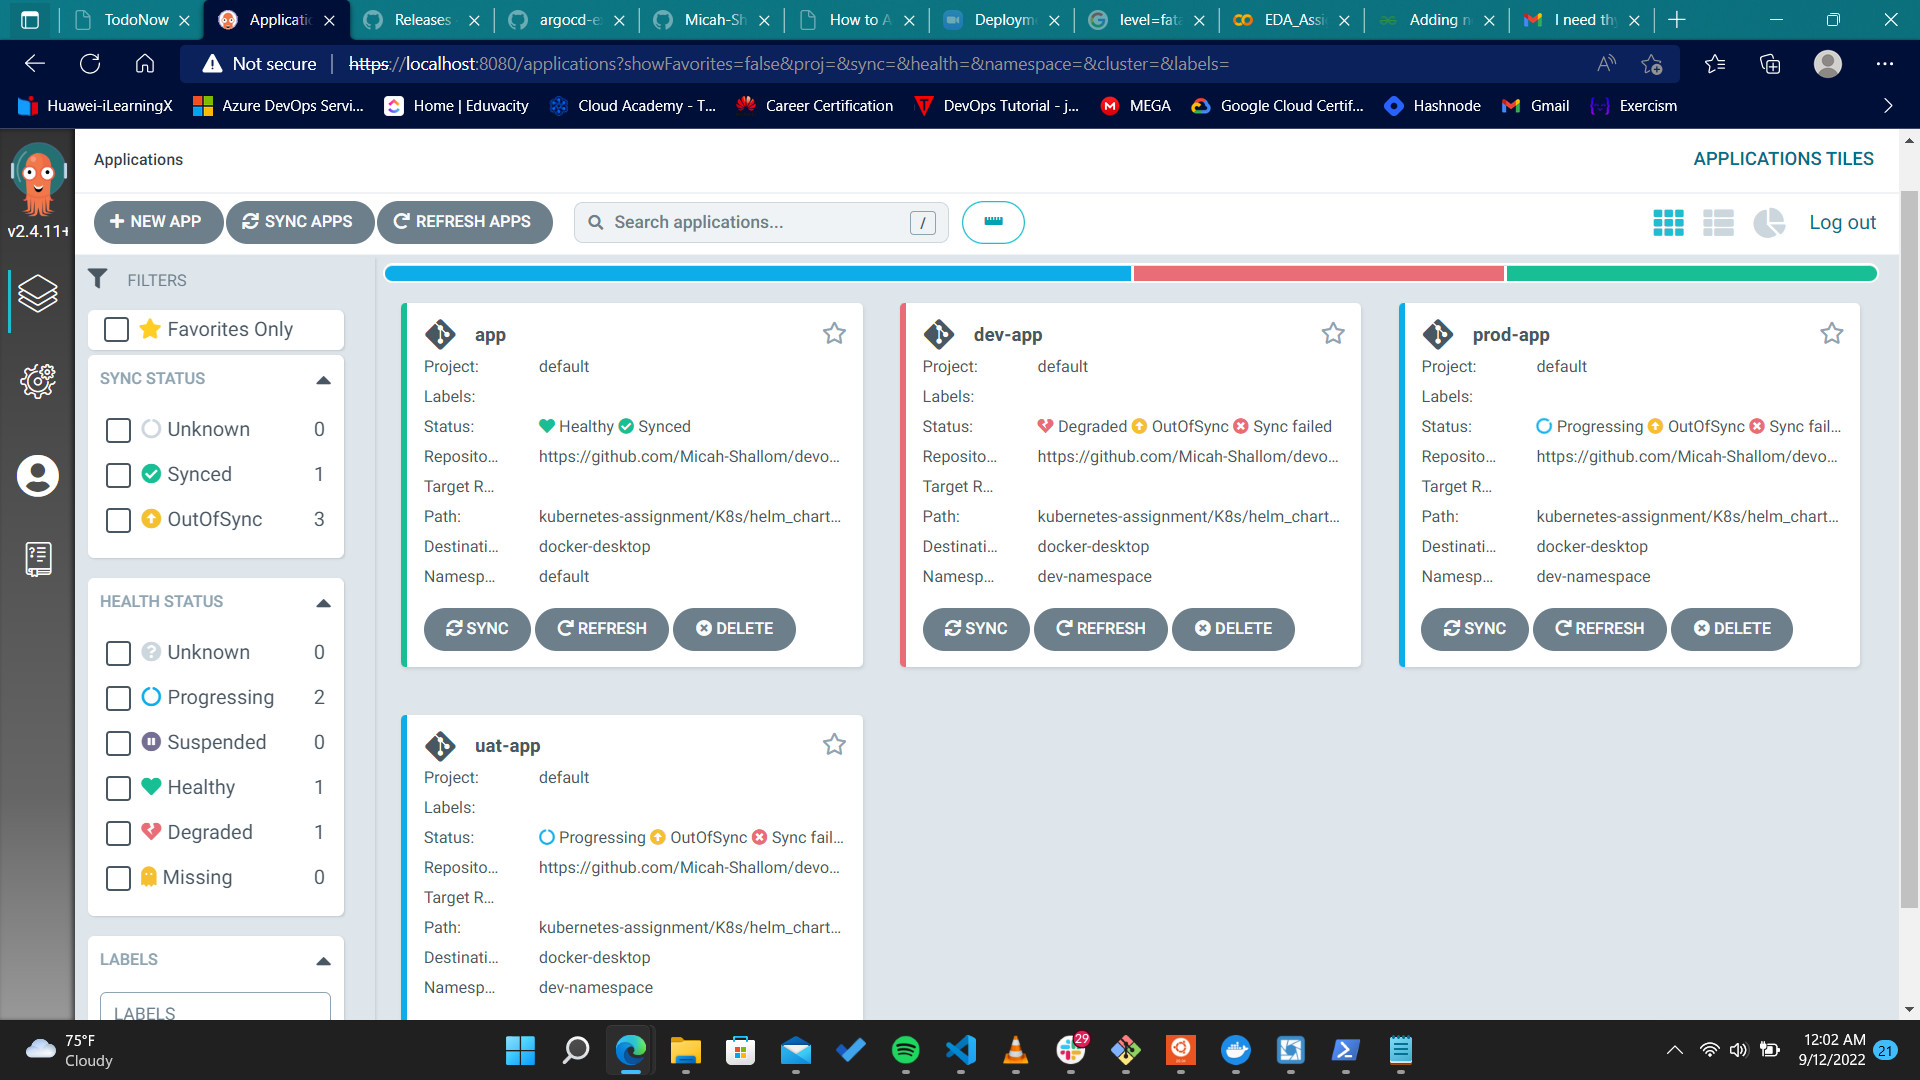 TodoNow
Applicatio
Releases
argocd-e
Micah-Sh
How to A
Deployme
level=fata
EDA_Assi
Adding n
I need th
Not secure
https://localhost:8080/applications?showFavorites=false&proj=&sync=&health=&namespace=&cluster=&labels=
Huawei-iLearningX
Azure DevOps Servi...
Home | Eduvacity
Cloud Academy - T...
Career Certification
DevOps Tutorial - j...
MEGA
Google Cloud Certif...
Hashnode
Gmail
Exercism
Applications
APPLICATIONS TILES
v2.4.11+
NEW APP
SYNC APPS
REFRESH APPS
Search applications...
/
Log out
FILTERS
Favorites Only
SYNC STATUS
Unknown 0
Synced 1
OutOfSync 3
HEALTH STATUS
Unknown 0
Progressing 2
Suspended 0
Healthy 1
Degraded 1
Missing 0
LABELS
LABELS
app
Project: default
Labels:
Status: Healthy Synced
Reposito... https://github.com/Micah-Shallom/devo...
Target R...
Path: kubernetes-assignment/K8s/helm_chart...
Destinati... docker-desktop
Namesp... default
SYNC REFRESH DELETE
dev-app
Project: default
Labels:
Status: Degraded OutOfSync Sync failed
Reposito... https://github.com/Micah-Shallom/devo...
Target R...
Path: kubernetes-assignment/K8s/helm_chart...
Destinati... docker-desktop
Namesp... dev-namespace
SYNC REFRESH DELETE
prod-app
Project: default
Labels:
Status: Progressing OutOfSync Sync fail...
Reposito... https://github.com/Micah-Shallom/devo...
Target R...
Path: kubernetes-assignment/K8s/helm_chart...
Destinati... docker-desktop
Namesp... dev-namespace
SYNC REFRESH DELETE
uat-app
Project: default
Labels:
Status: Progressing OutOfSync Sync fail...
Reposito... https://github.com/Micah-Shallom/devo...
Target R...
Path: kubernetes-assignment/K8s/helm_chart...
Destinati... docker-desktop
Namesp... dev-namespace
75°F
Cloudy
29
12:02 AM
9/12/2022
21